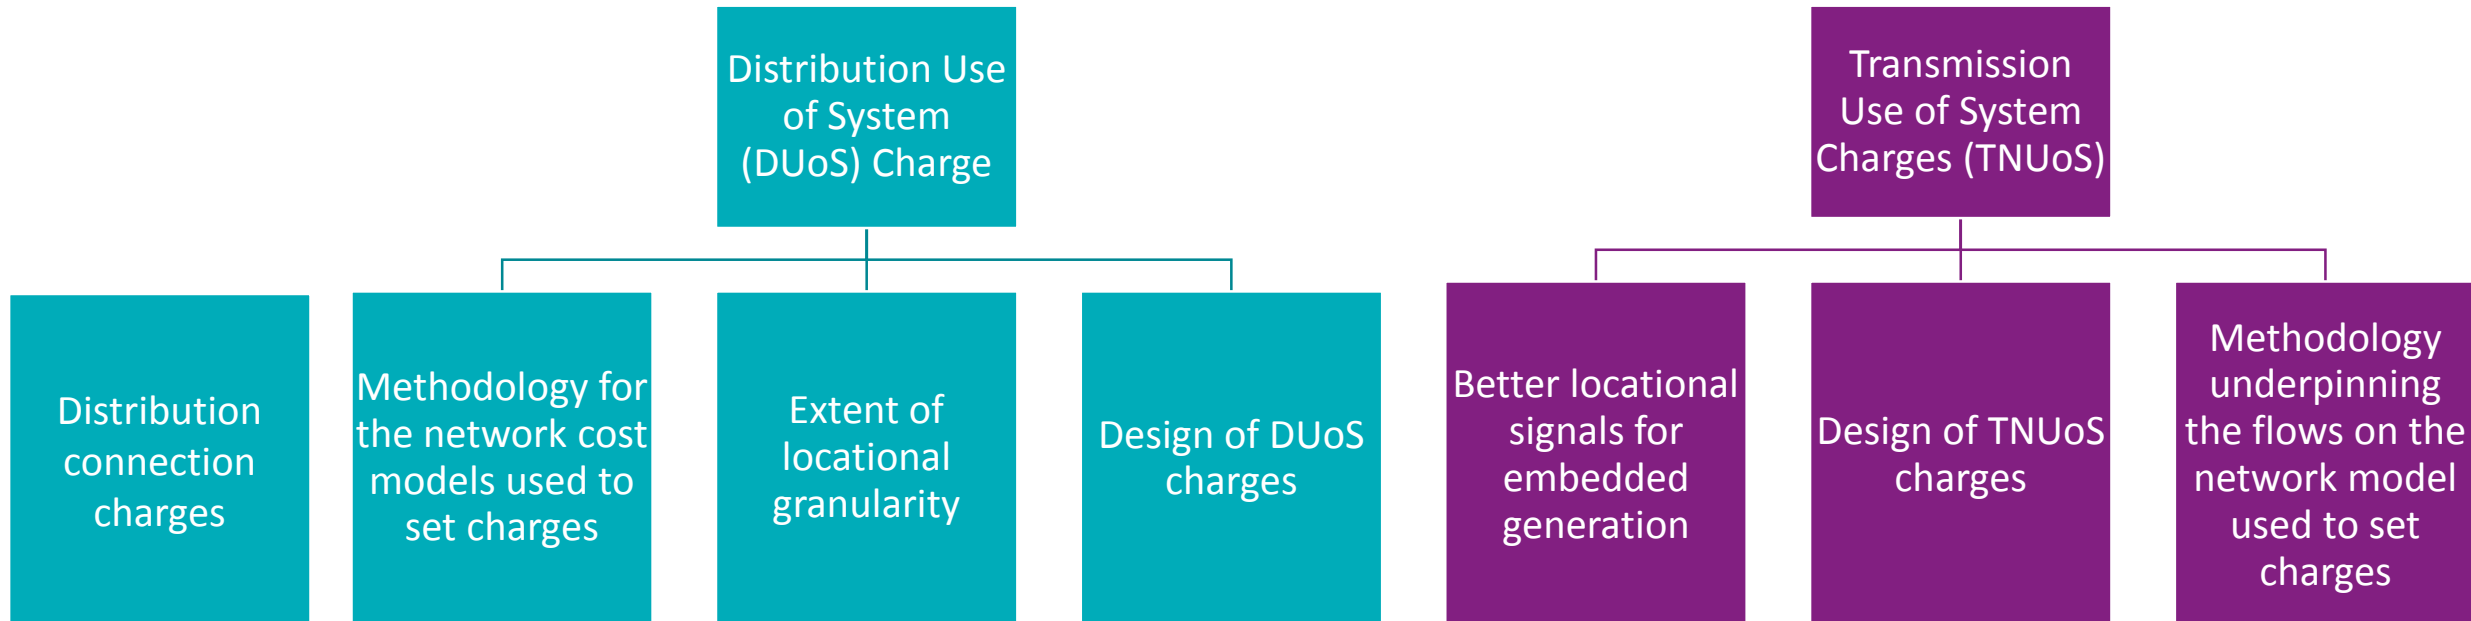 Distribution Use
of System
(DUoS) Charge
Transmission
Use of System
Charges (TNUoS)
Distribution
connection
charges
Methodology for
the network cost
models used to
set charges
Extent of
locational
granularity
Design of DUoS
charges
Better locational
signals for
embedded
generation
Design of TNUoS
charges
Methodology
underpinning
the flows on the
network model
used to set
charges